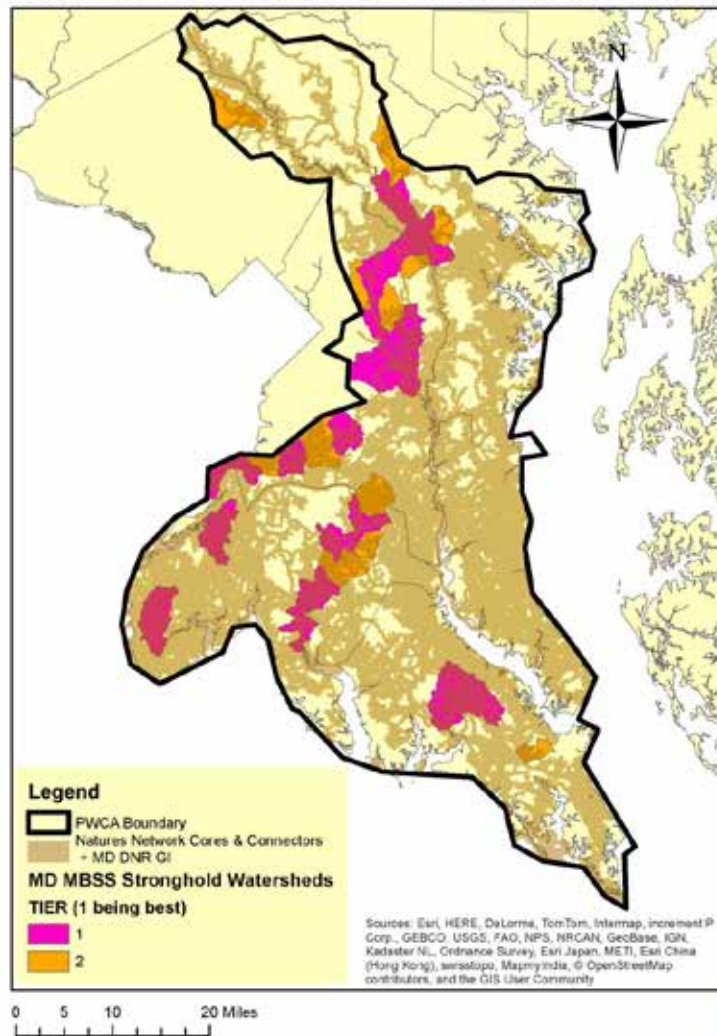 N
Legend
PWCA Boundary
Natures Network Cores & Connectors
+ MD DNR GI
MD MBSS Stronghold Watersheds
TIER (1 being best)
1
2
Sources: Esri, HERE, DeLorme, TomTom, Intermap, increment P
Corp., GEBCO, USGS, FAO, NPS, NRCAN, GeoBase, IGN,
Kadaster NL, Ordnance Survey, Esri Japan, METI, Esri China
(Hong Kong), swisstopo, MapmyIndia, © OpenStreetMap
contributors, and the GIS User Community
0 5 10 20 Miles